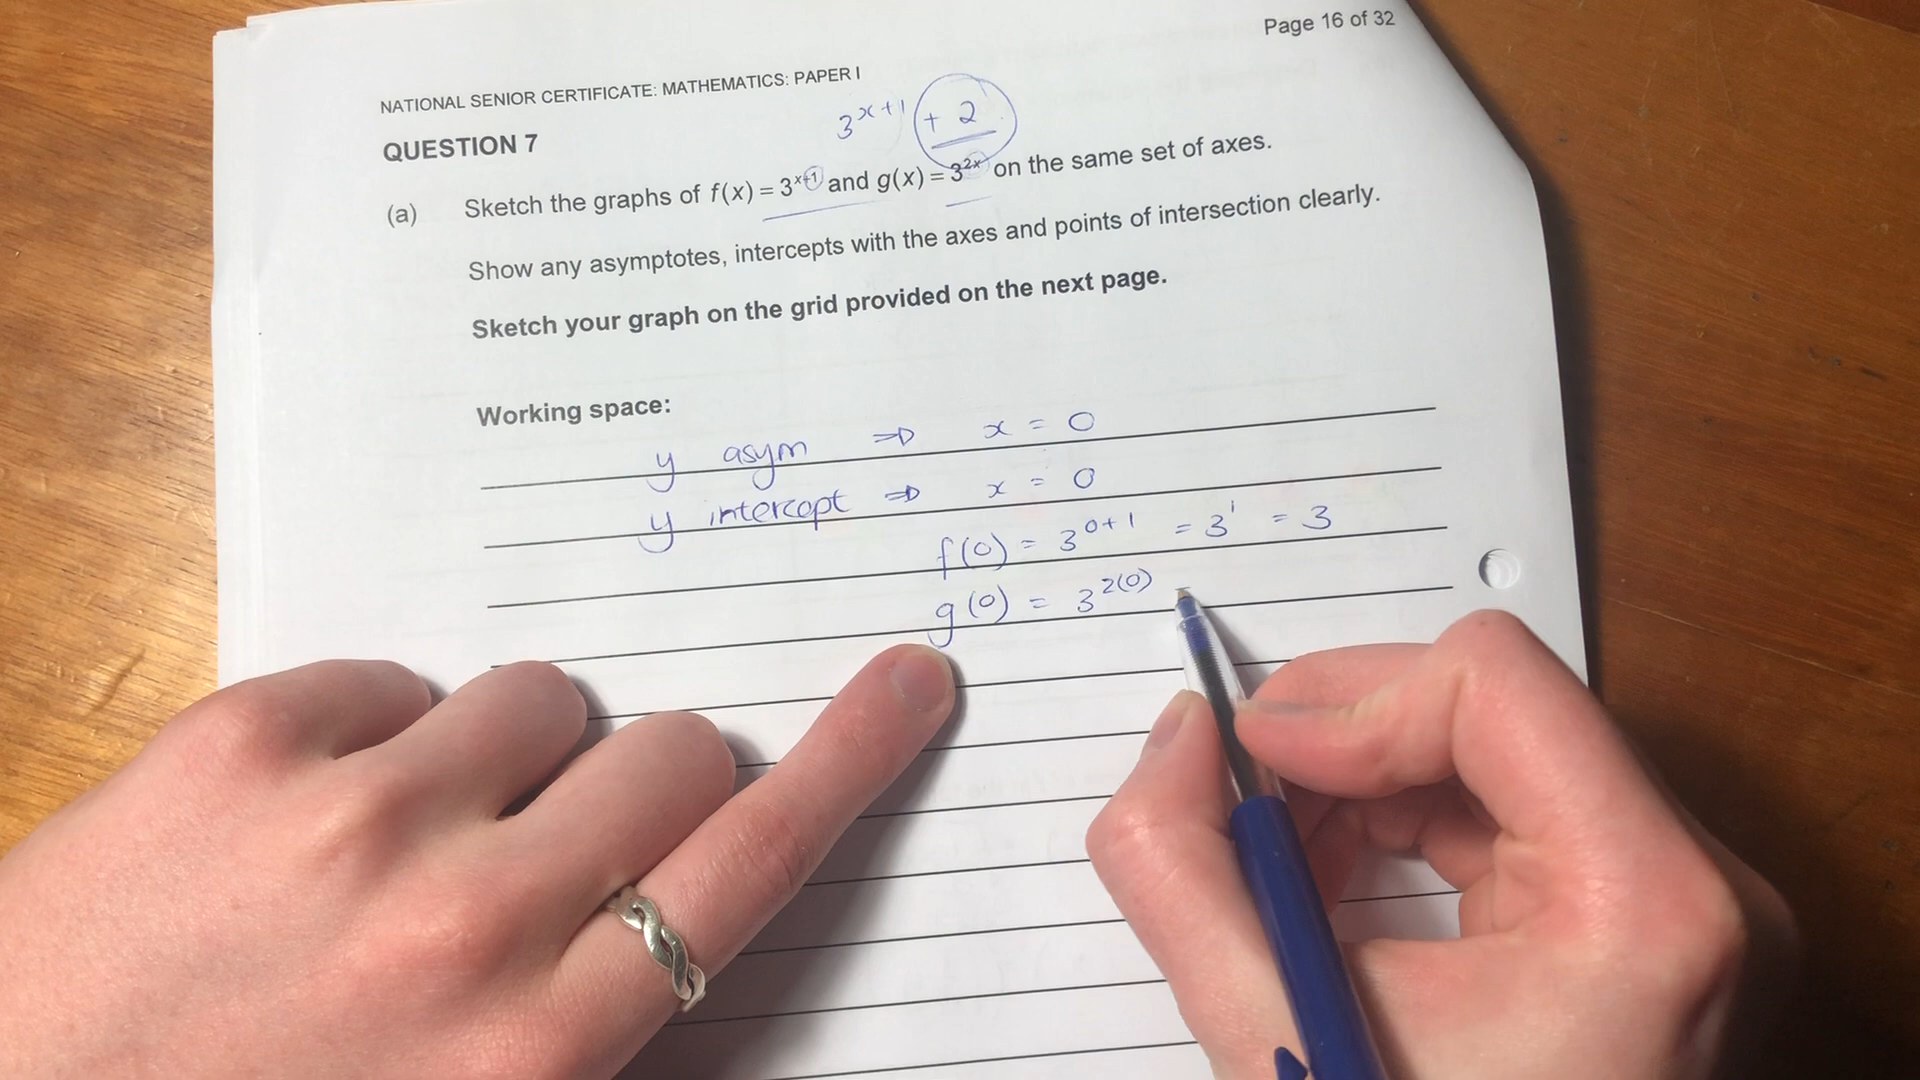 Page 16 of 32
NATIONAL SENIOR CERTIFICATE: MATHEMATICS: PAPER I
3^{x+1} + 2
QUESTION 7
(a) Sketch the graphs of f(x) = 3^{x+1} and g(x) = 3^{2x} on the same set of axes.
Show any asymptotes, intercepts with the axes and points of intersection clearly.
Sketch your graph on the grid provided on the next page.
Working space:
y asym ⇒ x = 0
y intercept ⇒ x = 0
f(0) = 3^{0+1} = 3^1 = 3
g(0) = 3^{2(0)} =